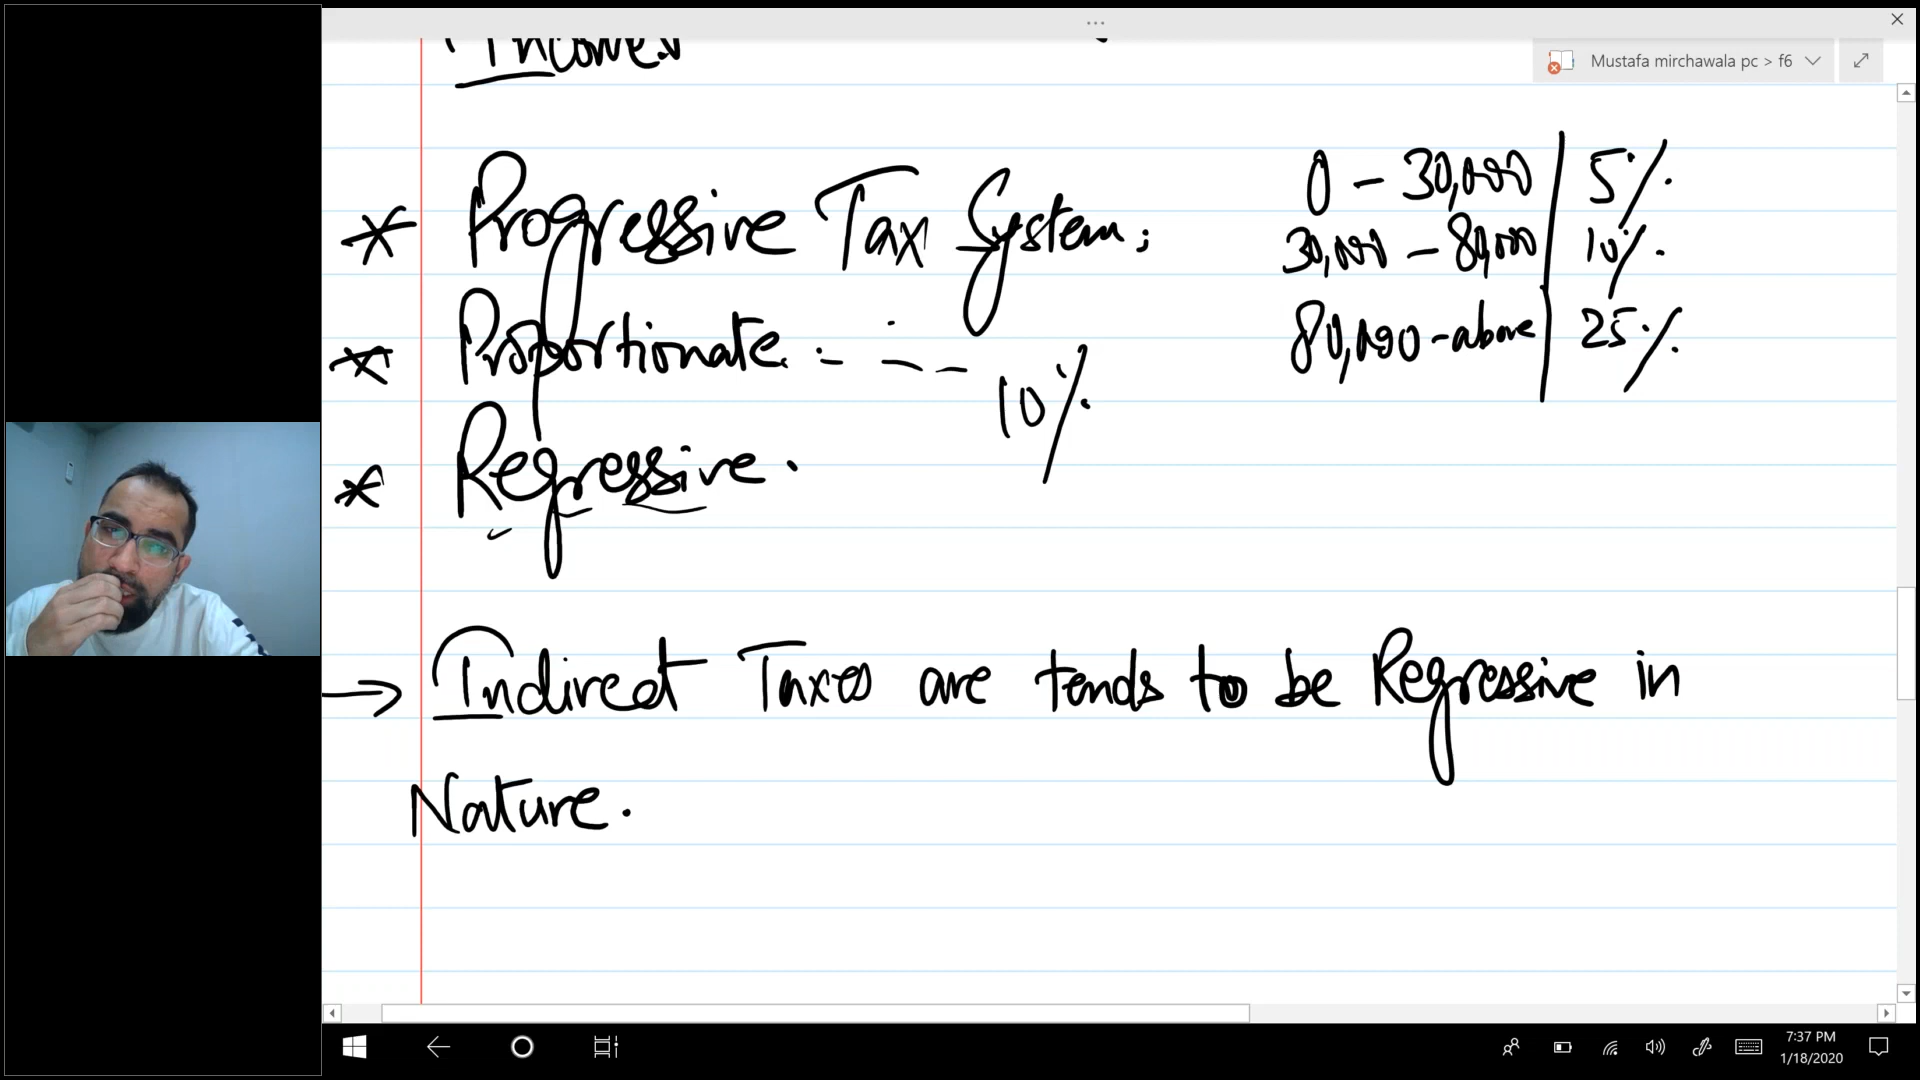 Mustafa mirchawala pc > f6
Income
* Progressive Tax System:
0 - 30,000 | 5%
30,000 - 80,000 | 10%
80,000 - above | 25%
* Proportionate :-
10%
* Regressive.
→ Indirect Taxes are tends to be Regressive in
Nature.
7:37 PM
1/18/2020